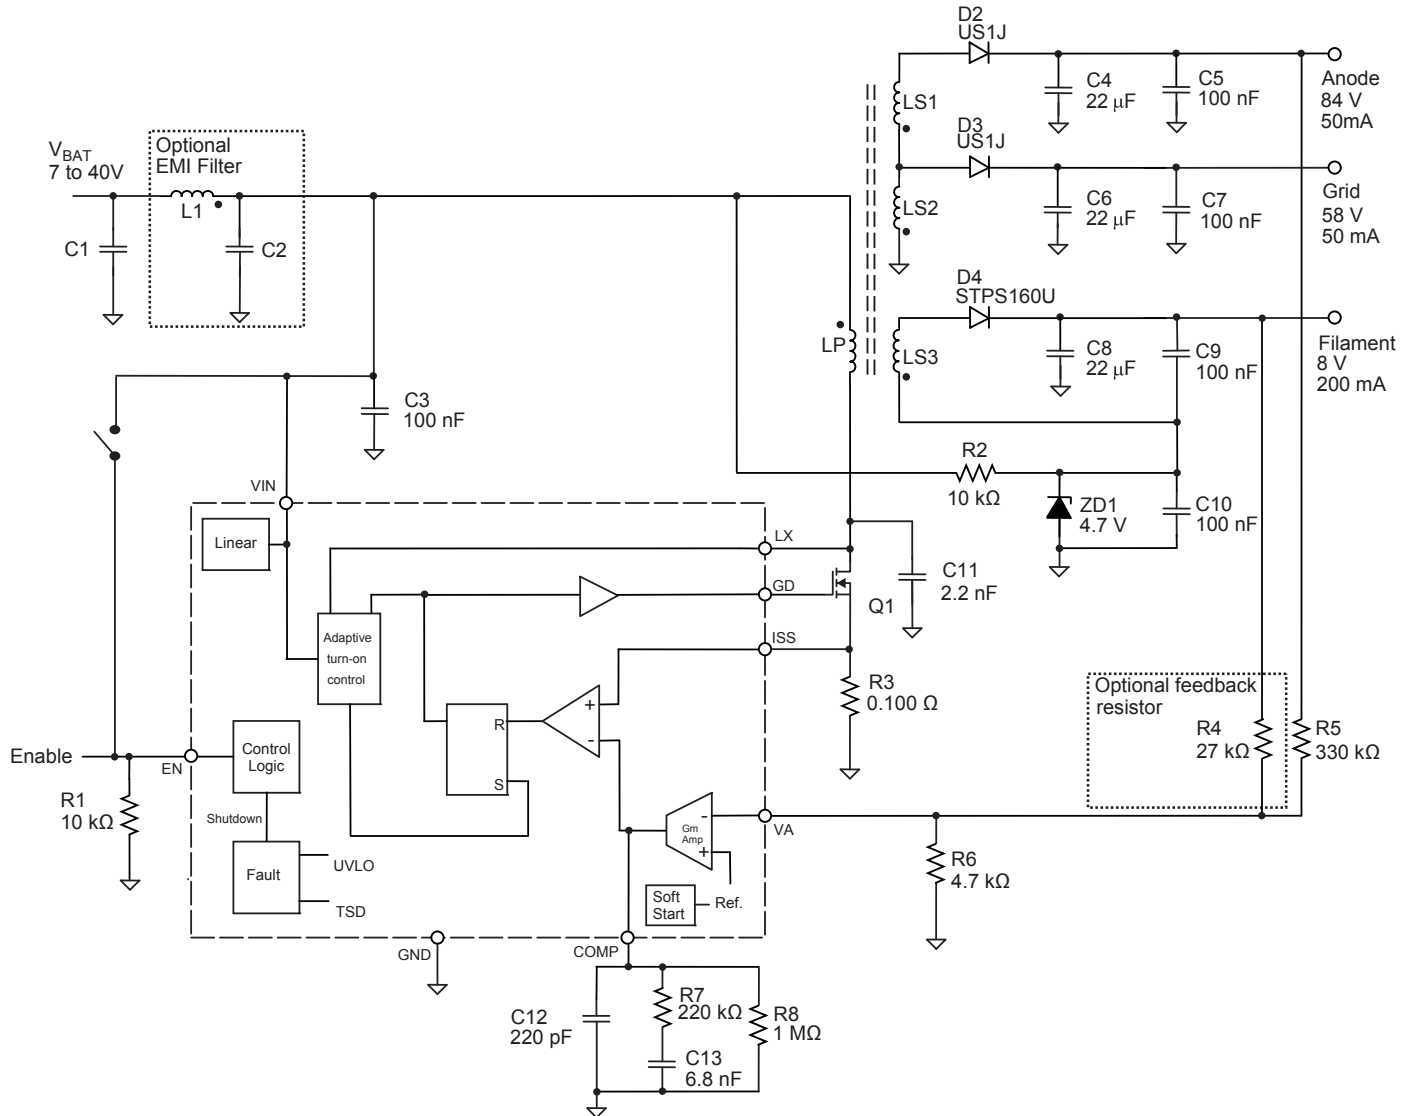 D2
US1J
LS1
C4
22 μF
C5
100 nF
Anode
84 V
50mA
D3
US1J
LS2
C6
22 μF
C7
100 nF
Grid
58 V
50 mA
VBAT
7 to 40V
Optional
EMI Filter
L1
C1
C2
D4
STPS160U
LP
LS3
C8
22 μF
C9
100 nF
Filament
8 V
200 mA
C3
100 nF
R2
10 kΩ
ZD1
4.7 V
C10
100 nF
VIN
Linear
LX
C11
2.2 nF
GD
Q1
Adaptive
turn-on
control
ISS
R3
0.100 Ω
Optional feedback
resistor
R4
27 kΩ
R5
330 kΩ
+
-
R
S
Enable
EN
Control
Logic
R1
10 kΩ
Shutdown
Fault
UVLO
TSD
Gm
Amp
-
+
VA
R6
4.7 kΩ
Soft
Start
Ref.
GND
COMP
C12
220 pF
R7
220 kΩ
R8
1 MΩ
C13
6.8 nF